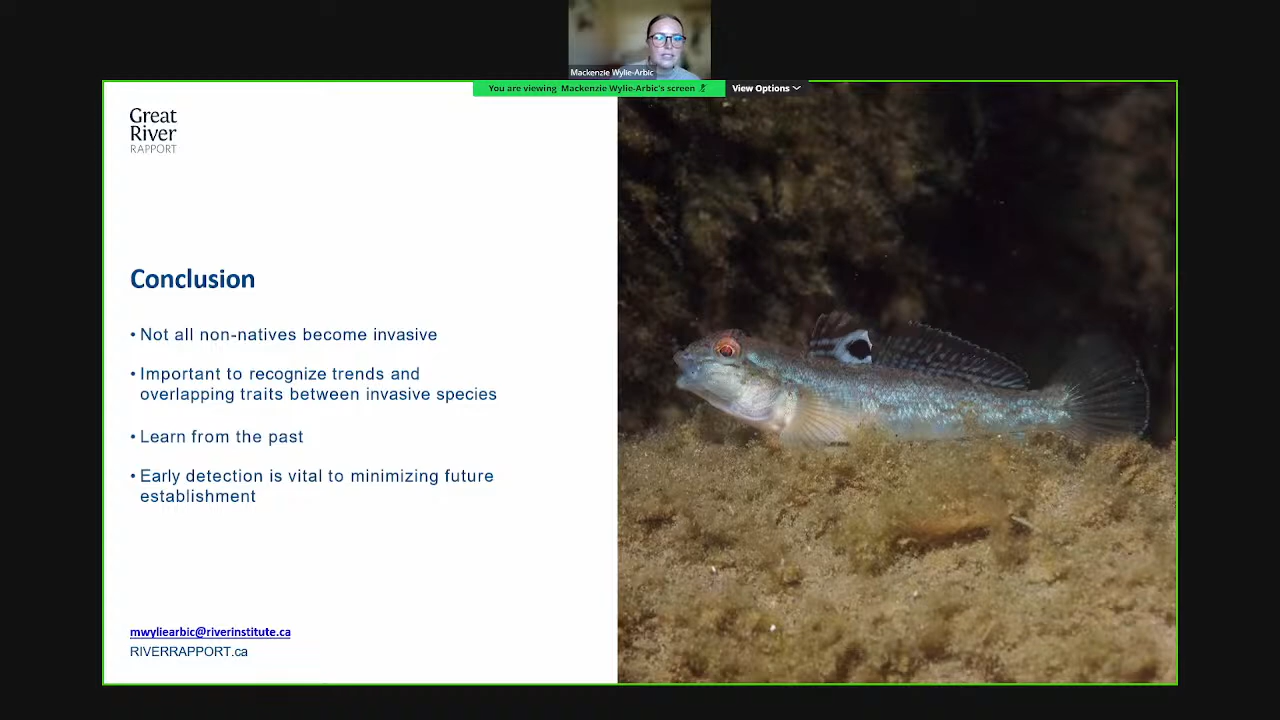 Mackenzie Wylie-Arbic
You are viewing Mackenzie Wylie-Arbic's screen
View Options
Great
River
RAPPORT
Conclusion
• Not all non-natives become invasive
• Important to recognize trends and
overlapping traits between invasive species
• Learn from the past
• Early detection is vital to minimizing future
establishment
mwyliearbic@riverinstitute.ca
RIVERRAPPORT.ca